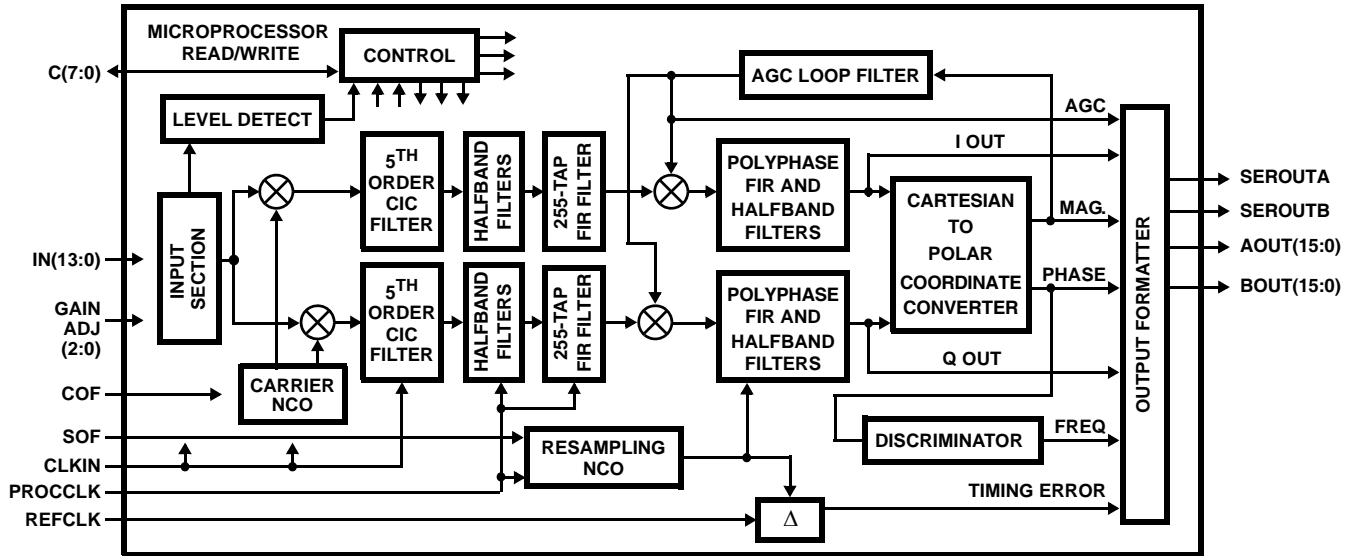 MICROPROCESSOR
READ/WRITE
C(7:0)
CONTROL
LEVEL DETECT
AGC LOOP FILTER
AGC
I OUT
5TH
ORDER
CIC
FILTER
HALFBAND
FILTERS
255-TAP
FIR FILTER
POLYPHASE
FIR AND
HALFBAND
FILTERS
CARTESIAN
TO
POLAR
COORDINATE
CONVERTER
MAG.
PHASE
SEROUTA
SEROUTB
AOUT(15:0)
BOUT(15:0)
OUTPUT FORMATTER
IN(13:0)
GAIN
ADJ
(2:0)
INPUT
SECTION
5TH
ORDER
CIC
FILTER
HALFBAND
FILTERS
255-TAP
FIR FILTER
POLYPHASE
FIR AND
HALFBAND
FILTERS
Q OUT
COF
CARRIER
NCO
SOF
CLKIN
PROCCLK
REFCLK
RESAMPLING
NCO
DISCRIMINATOR
FREQ
TIMING ERROR
Δ